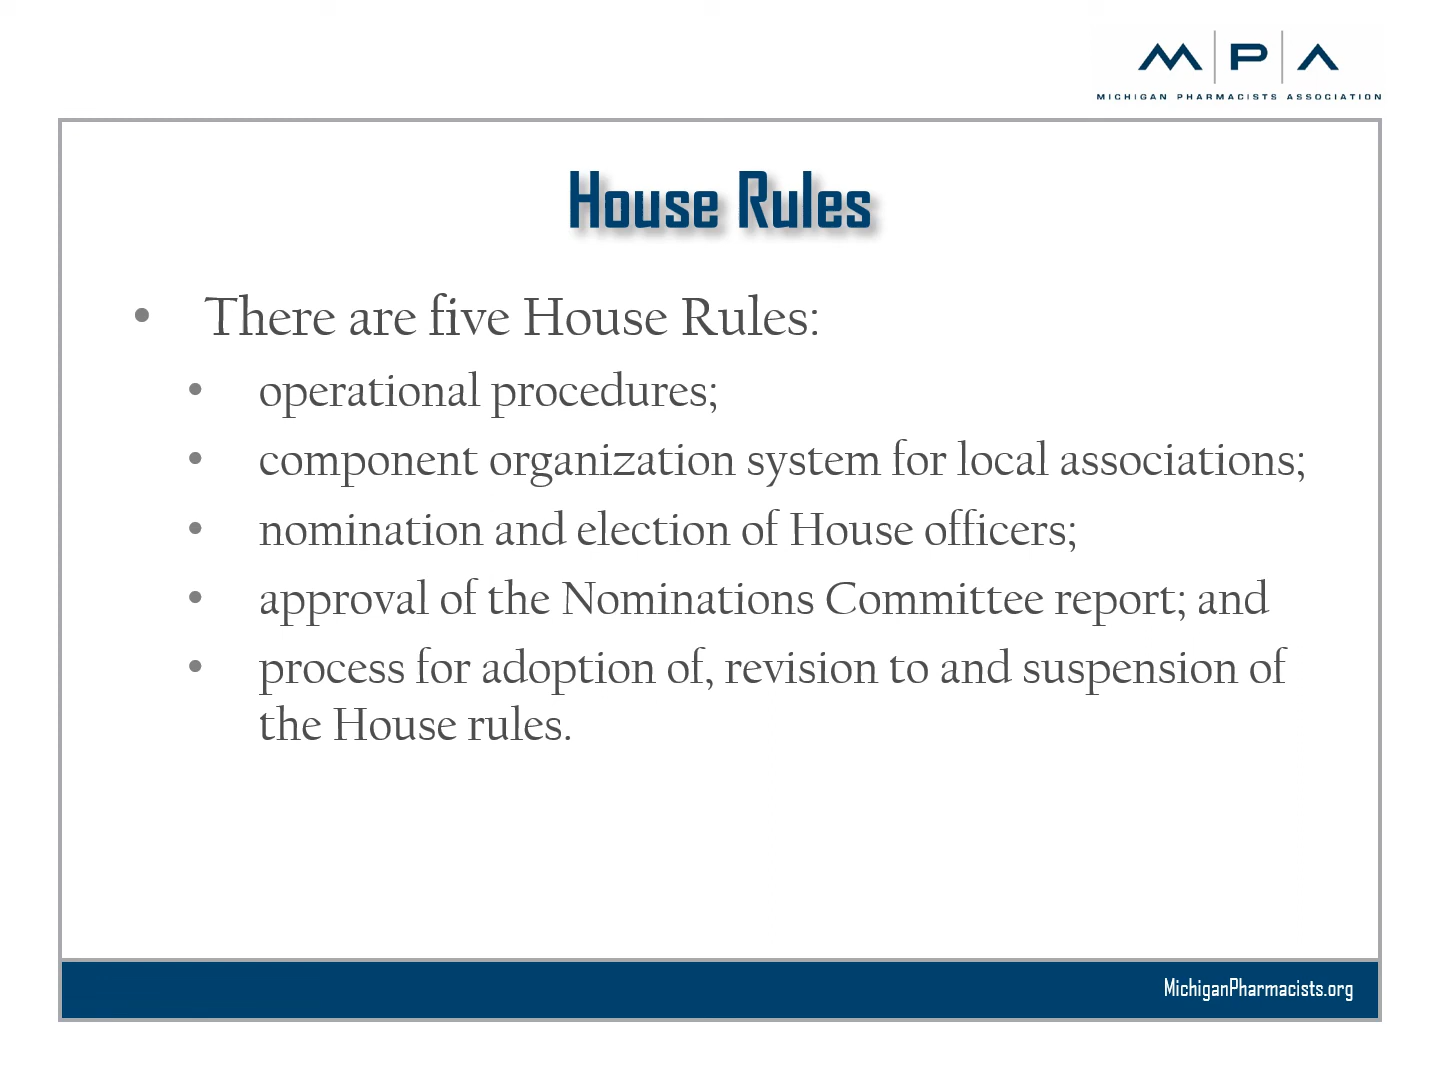 M P A
MICHIGAN PHARMACISTS ASSOCIATION
House Rules
• There are five House Rules:
• operational procedures;
• component organization system for local associations;
• nomination and election of House officers;
• approval of the Nominations Committee report; and
• process for adoption of, revision to and suspension of
the House rules.
MichiganPharmacists.org